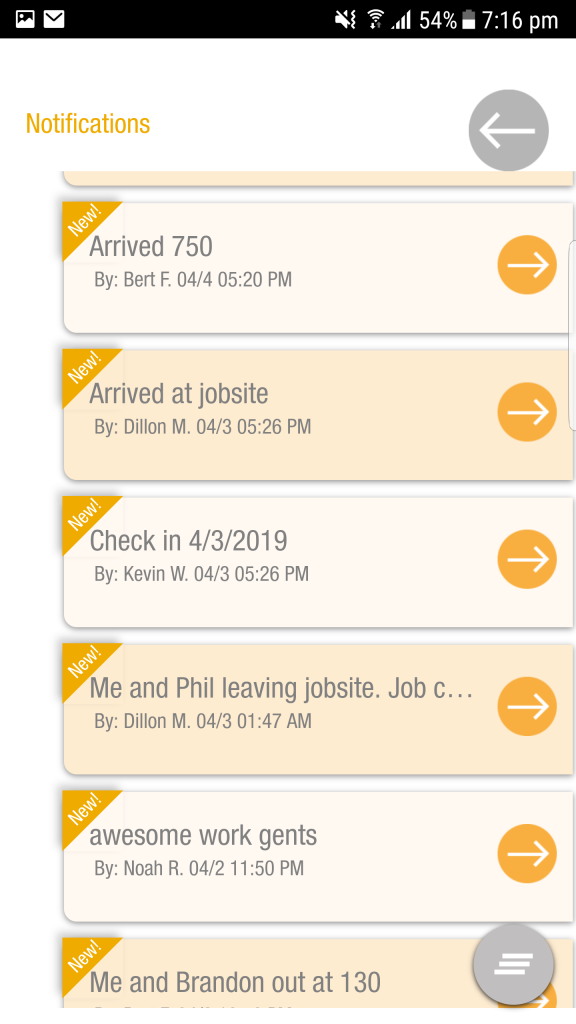 54% 7:16 pm
Notifications
New!
Arrived 750
By: Bert F. 04/4 05:20 PM
New!
Arrived at jobsite
By: Dillon M. 04/3 05:26 PM
New!
Check in 4/3/2019
By: Kevin W. 04/3 05:26 PM
New!
Me and Phil leaving jobsite. Job c...
By: Dillon M. 04/3 01:47 AM
New!
awesome work gents
By: Noah R. 04/2 11:50 PM
New!
Me and Brandon out at 130